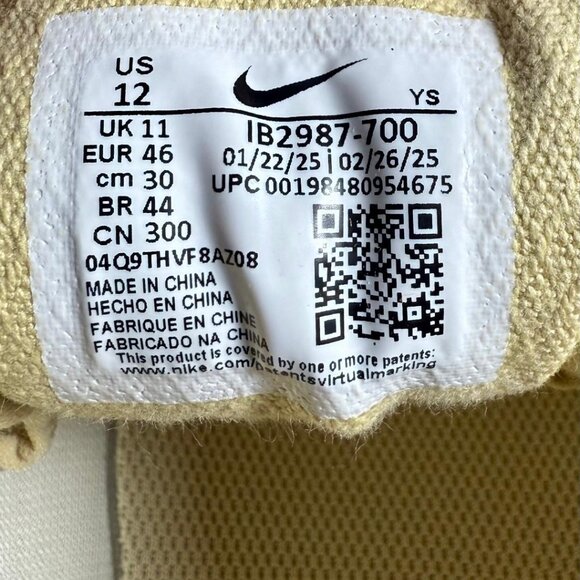 US
12
YS
UK 11
EUR 46
cm 30
BR 44
CN 300
IB2987-700
01/22/25 | 02/26/25
UPC 00198480954675
04Q9THVF8AZ08
MADE IN CHINA
HECHO EN CHINA
FABRIQUE EN CHINE
FABRICADO NA CHINA
This product is covered by one or more patents:
www.nike.com/patentsvirtualmarking